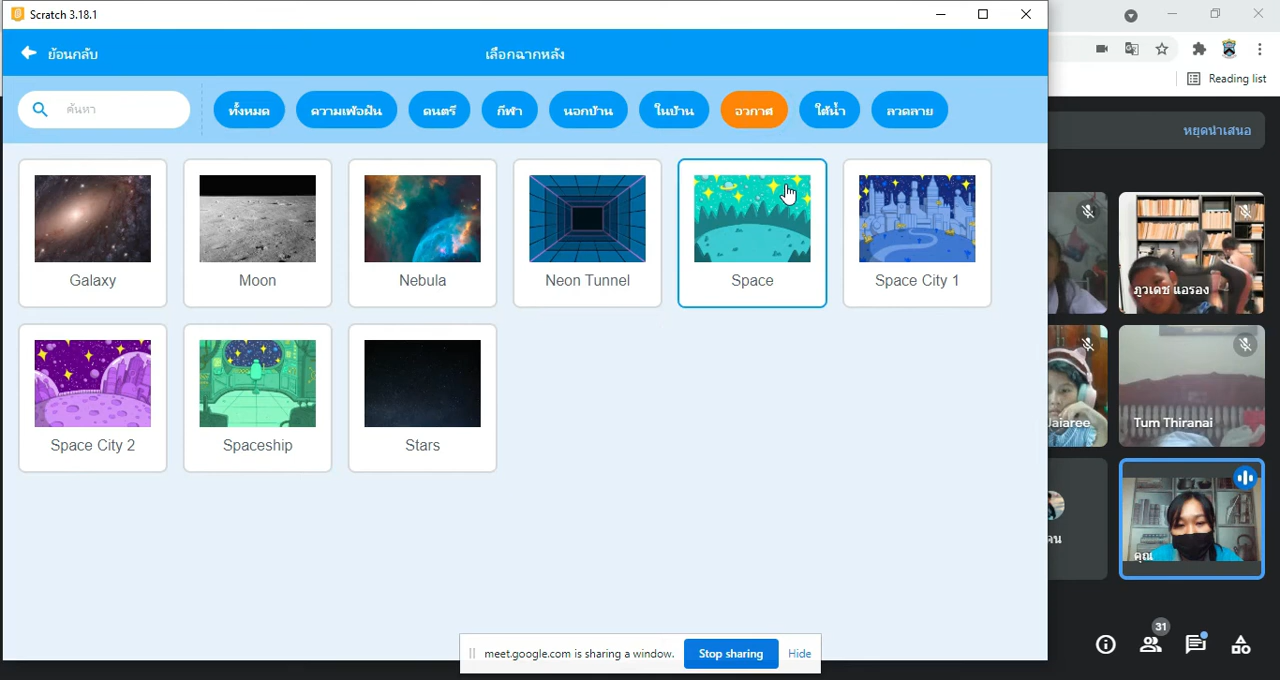 Scratch 3.18.1
ย้อนกลับ
เลือกฉากหลัง
ค้นหา
ทั้งหมด
ความเพ้อฝัน
ดนตรี
กีฬา
นอกบ้าน
ในบ้าน
อวกาศ
ใต้น้ำ
ลวดลาย
Galaxy
Moon
Nebula
Neon Tunnel
Space
Space City 1
Space City 2
Spaceship
Stars
Reading list
หยุดนำเสนอ
ภูวเดช แอรอง
Jaiaree
Tum Thiranai
คน
คุณ
31
meet.google.com is sharing a window.
Stop sharing
Hide